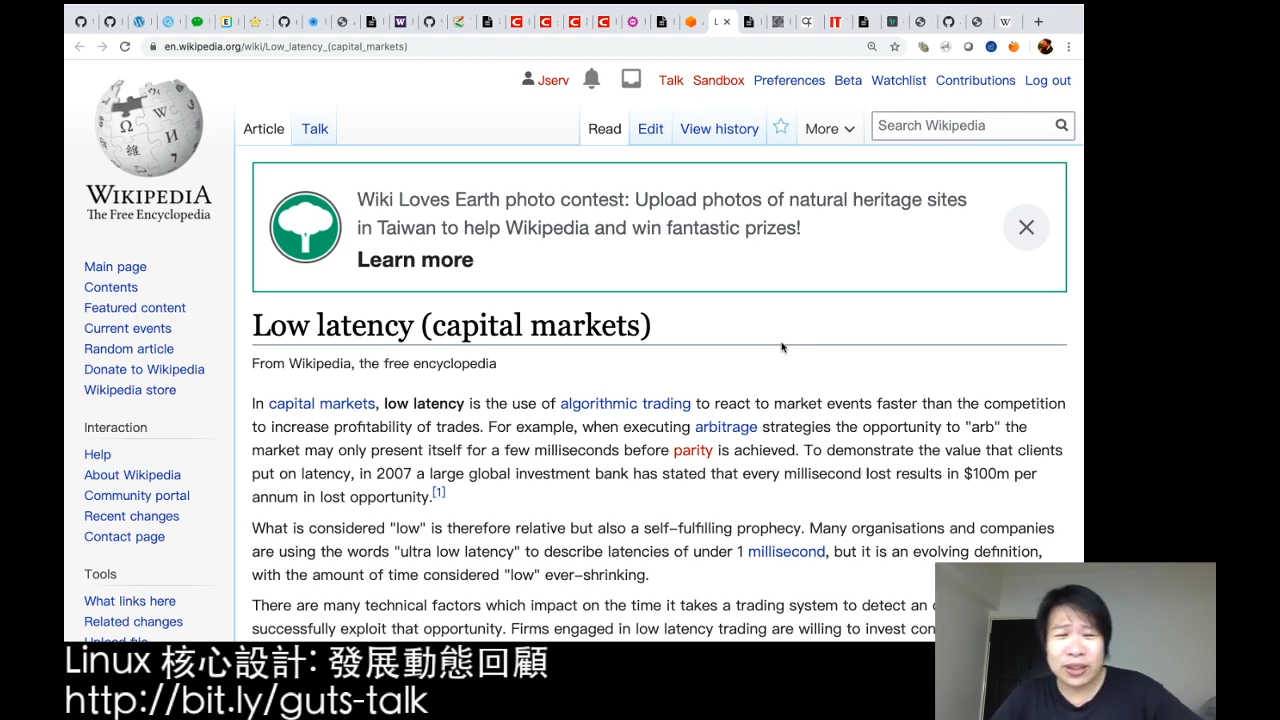 en.wikipedia.org/wiki/Low_latency_(capital_markets)
Jserv Talk Sandbox Preferences Beta Watchlist Contributions Log out
Article Talk Read Edit View history More Search Wikipedia
WIKIPEDIA
The Free Encyclopedia
Wiki Loves Earth photo contest: Upload photos of natural heritage sites
in Taiwan to help Wikipedia and win fantastic prizes!
Learn more
Main page
Contents
Featured content
Current events
Random article
Donate to Wikipedia
Wikipedia store
Interaction
Help
About Wikipedia
Community portal
Recent changes
Contact page
Tools
What links here
Related changes
Upload file
Low latency (capital markets)
From Wikipedia, the free encyclopedia
In capital markets, low latency is the use of algorithmic trading to react to market events faster than the competition
to increase profitability of trades. For example, when executing arbitrage strategies the opportunity to "arb" the
market may only present itself for a few milliseconds before parity is achieved. To demonstrate the value that clients
put on latency, in 2007 a large global investment bank has stated that every millisecond lost results in $100m per
annum in lost opportunity.[1]
What is considered "low" is therefore relative but also a self-fulfilling prophecy. Many organisations and companies
are using the words "ultra low latency" to describe latencies of under 1 millisecond, but it is an evolving definition,
with the amount of time considered "low" ever-shrinking.
There are many technical factors which impact on the time it takes a trading system to detect an
successfully exploit that opportunity. Firms engaged in low latency trading are willing to invest
Linux 核心設計: 發展動態回顧
http://bit.ly/guts-talk